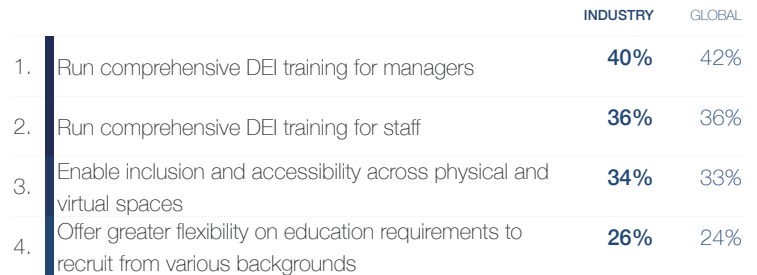 INDUSTRY GLOBAL
1. Run comprehensive DEI training for managers 40% 42%
2. Run comprehensive DEI training for staff 36% 36%
3. Enable inclusion and accessibility across physical and virtual spaces 34% 33%
4. Offer greater flexibility on education requirements to recruit from various backgrounds 26% 24%